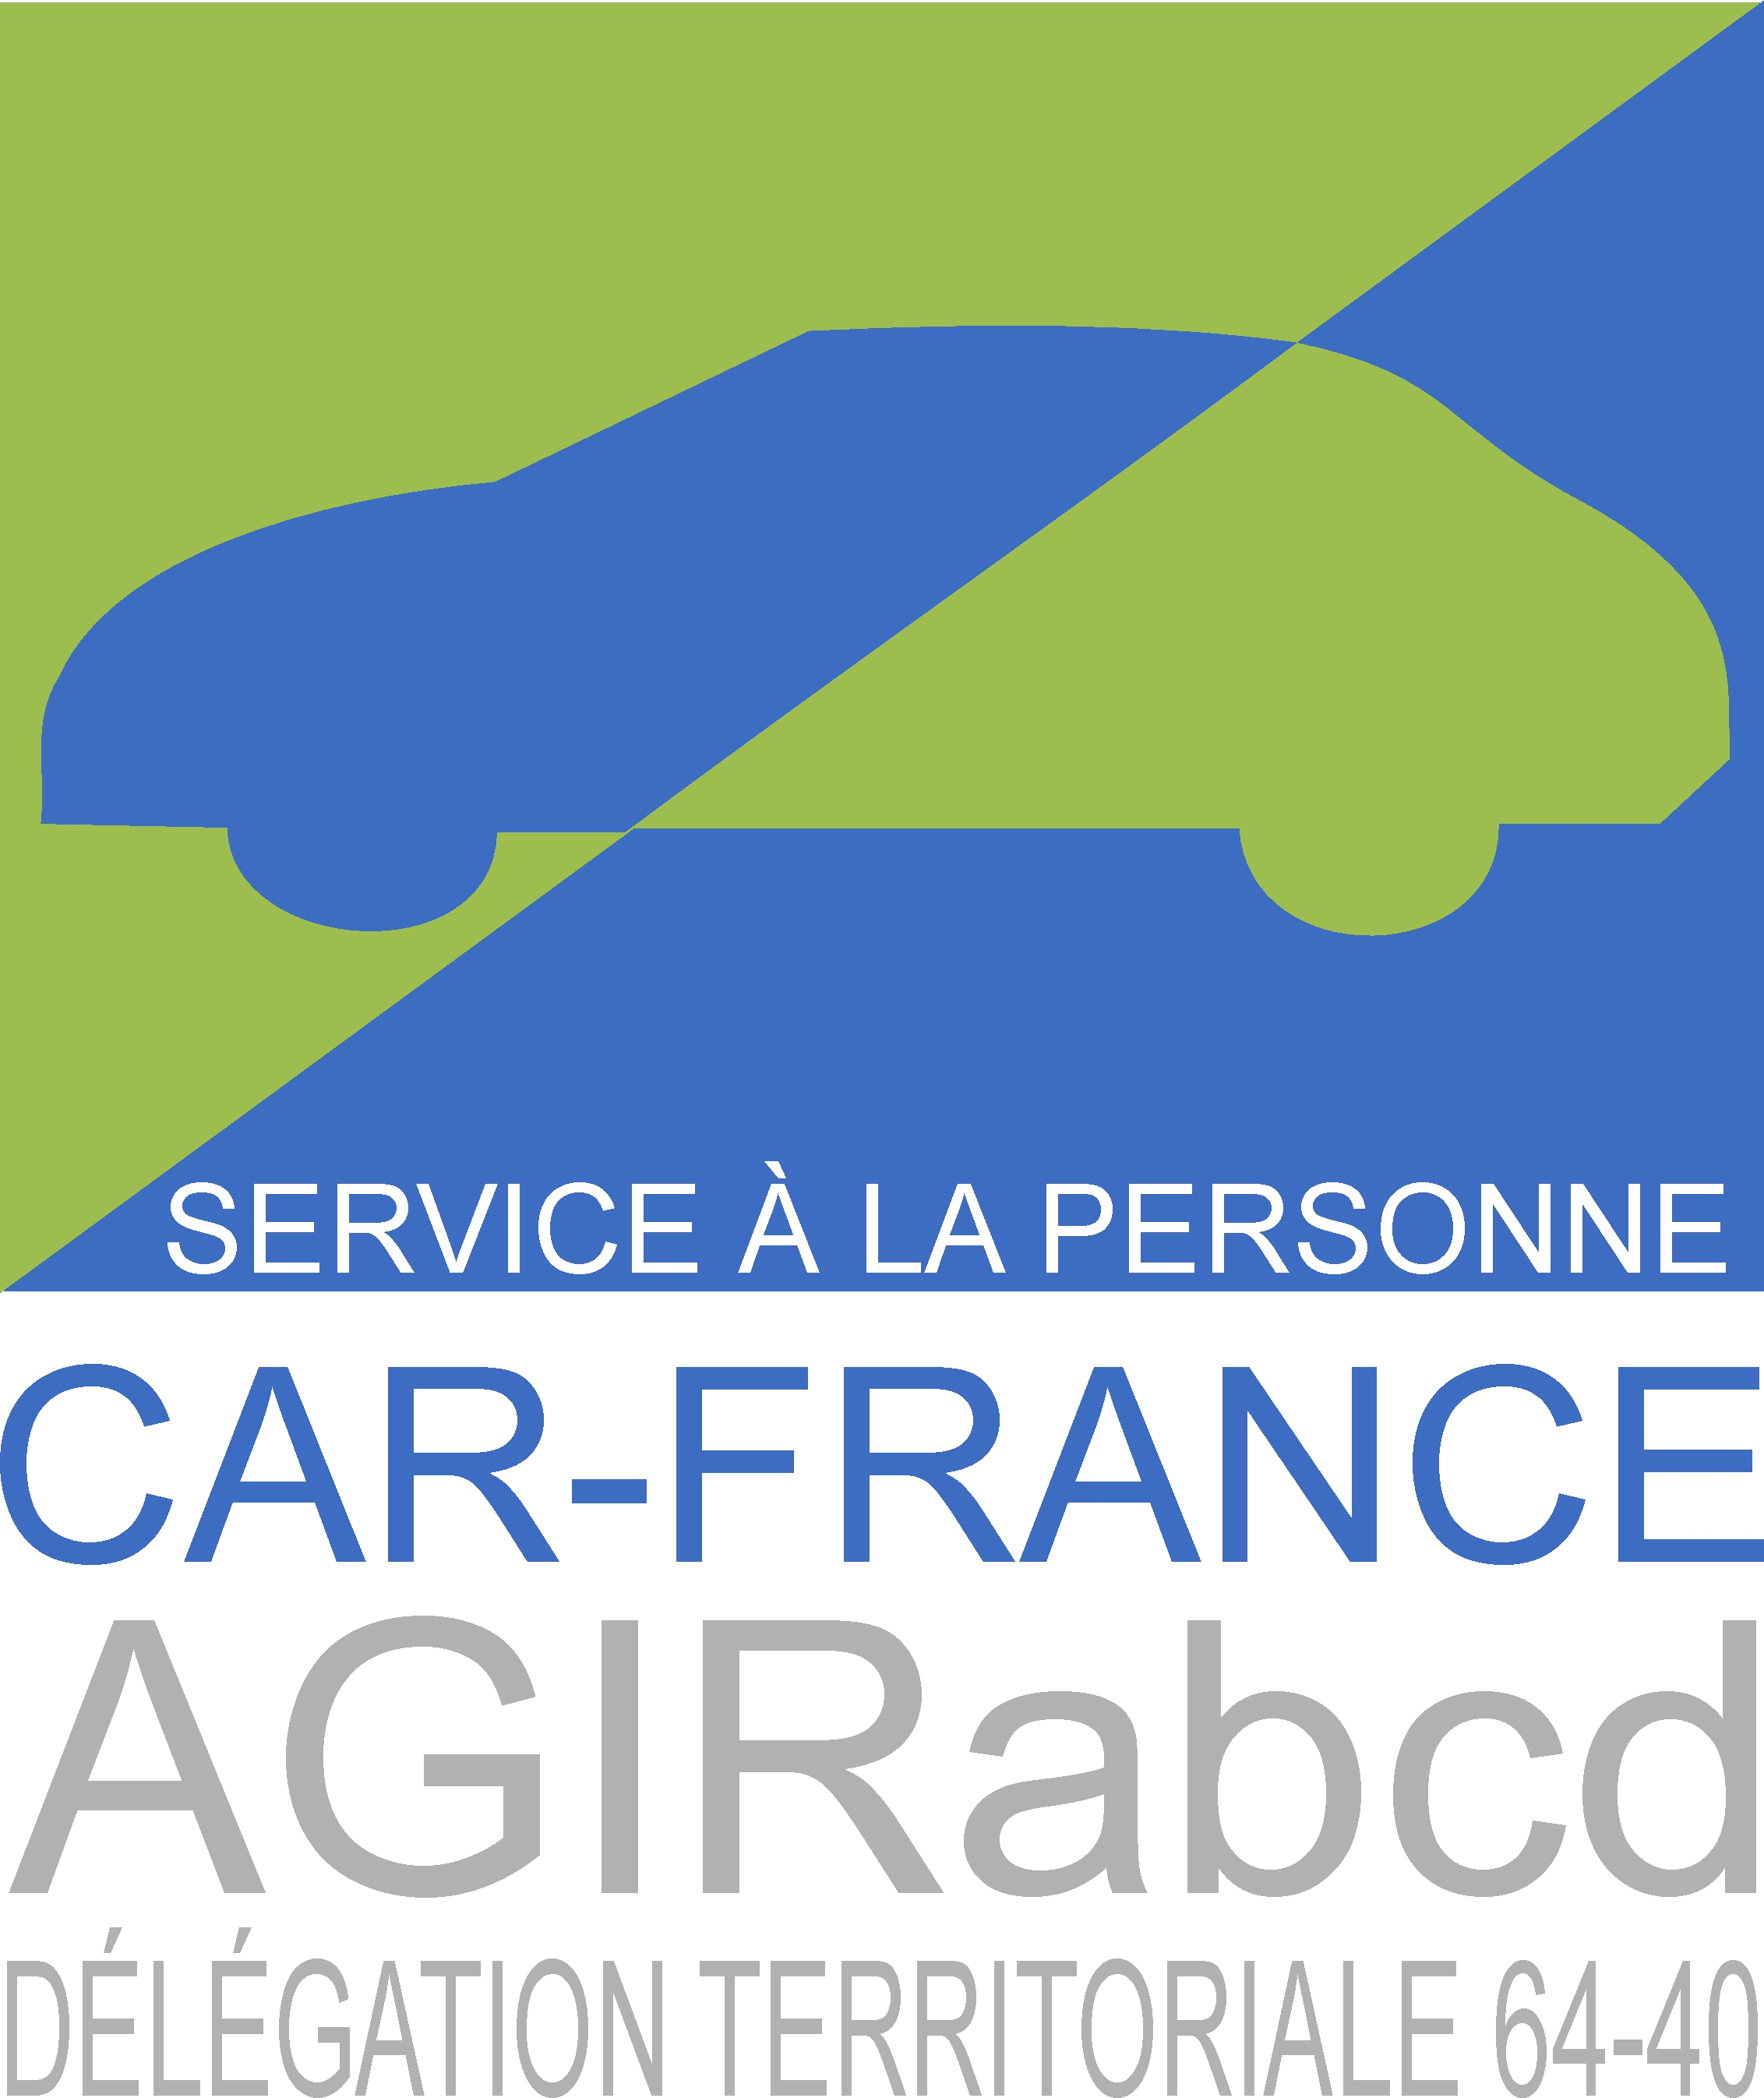 SERVICE À LA PERSONNE
CAR-FRANCE
AGIRabcd
DÉLÉGATION TERRITORIALE 64-40